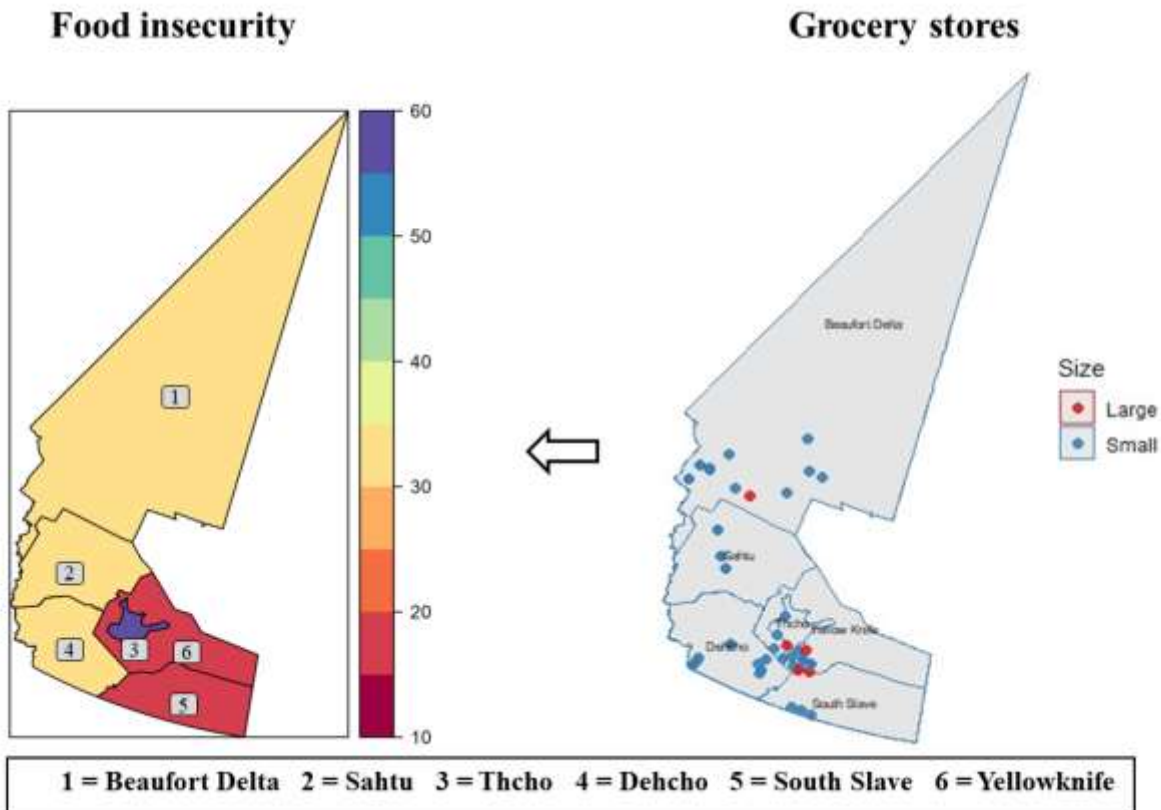 Food insecurity
Grocery stores
60
50
40
30
20
10
1
2
3
4
5
6
Beaufort Delta
Sahtu
Dehcho
South Slave
Size
Large
Small
1 = Beaufort Delta 2 = Sahtu 3 = Thcho 4 = Dehcho 5 = South Slave 6 = Yellowknife